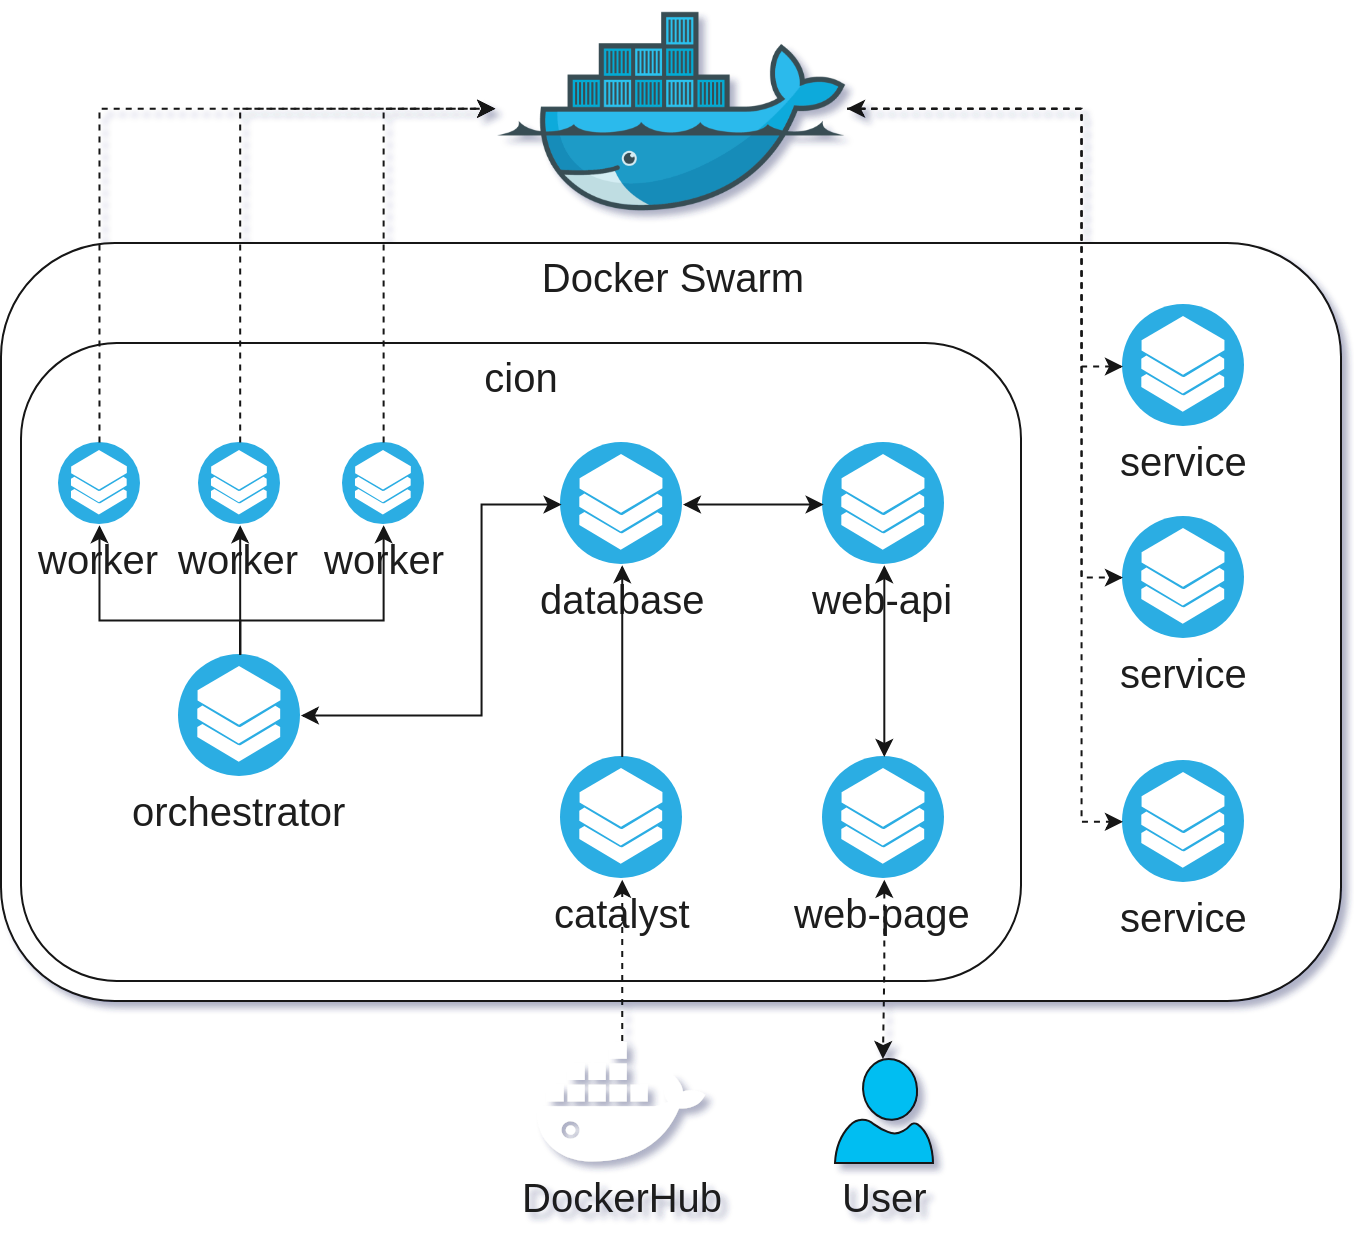 Docker Swarm
cion
service
worker
worker
worker
database
web-api
service
orchestrator
catalyst
web-page
service
DockerHub
User